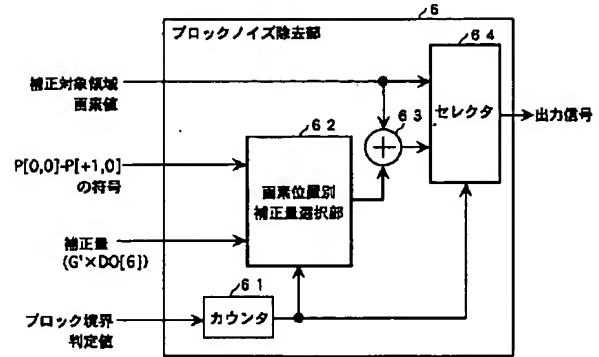 6
ブロックノイズ除去部
64
補正対象領域
画素値
セレクタ
出力信号
63
62
P[0,0]-P[+1,0]
の符号
画素位置別
補正量選択部
補正量
(G'×DO[6])
61
ブロック境界
判定値
カウンタ